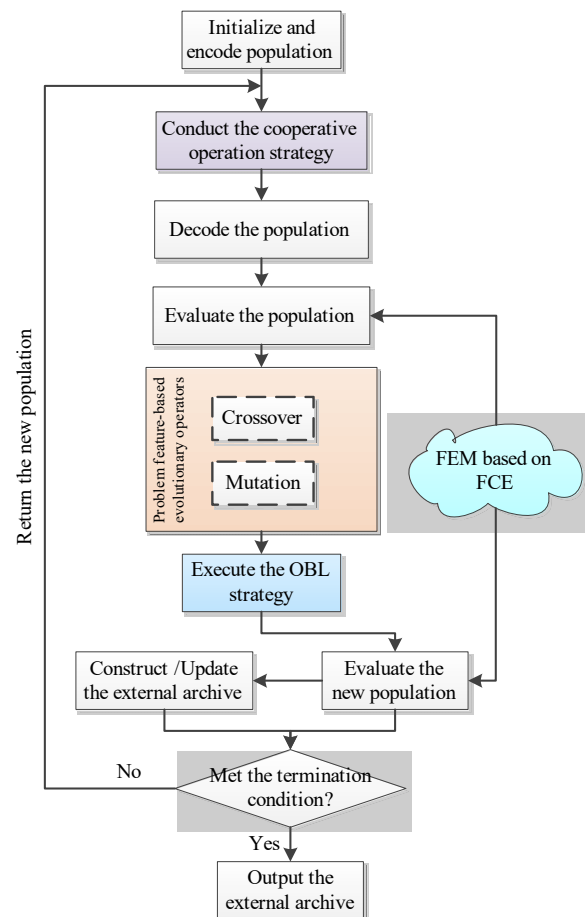 Initialize and
encode population
Conduct the cooperative
operation strategy
Decode the population
Evaluate the population
Return the new population
Problem feature-based
evolutionary operators
Crossover
Mutation
FEM based on
FCE
Execute the OBL
strategy
Construct /Update
the external archive
Evaluate the
new population
No
Met the termination
condition?
Yes
Output the
external archive